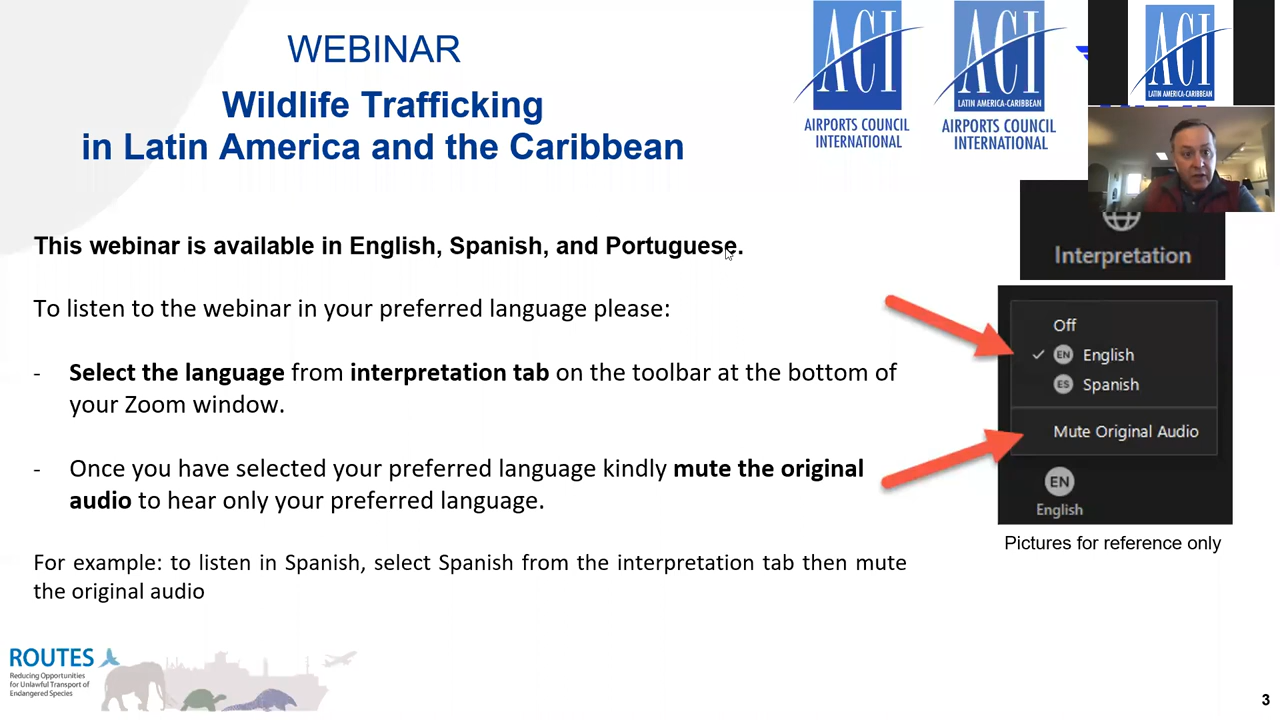 WEBINAR
Wildlife Trafficking
in Latin America and the Caribbean
ACI
AIRPORTS COUNCIL
INTERNATIONAL
ACI
LATIN AMERICA-CARIBBEAN
AIRPORTS COUNCIL
INTERNATIONAL
ACI
LATIN AMERICA-CARIBBEAN
This webinar is available in English, Spanish, and Portuguese.
To listen to the webinar in your preferred language please:
- Select the language from interpretation tab on the toolbar at the bottom of
your Zoom window.
- Once you have selected your preferred language kindly mute the original
audio to hear only your preferred language.
For example: to listen in Spanish, select Spanish from the interpretation tab then mute
the original audio
Interpretation
Off
EN English
ES Spanish
Mute Original Audio
EN
English
Pictures for reference only
ROUTES
Reducing Opportunities
for Unlawful Transport of
Endangered Species
3